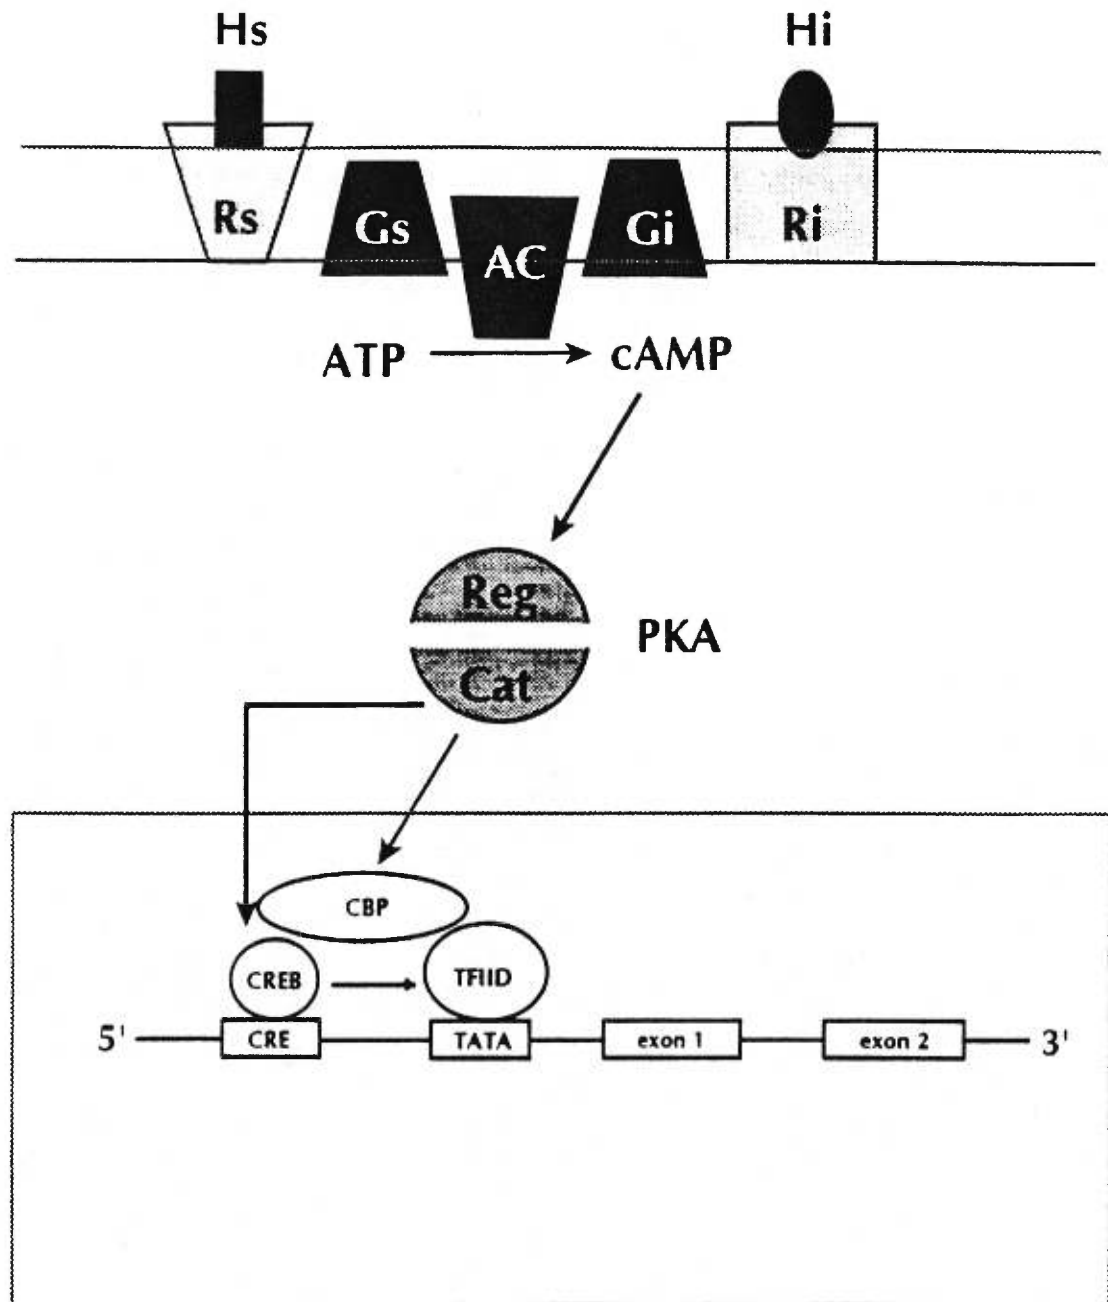 Hs Hi
Rs Gs AC Gi Ri
ATP cAMP
Reg
PKA
Cat
CBP
CREB TFIID
5' CRE TATA exon 1 exon 2 3'